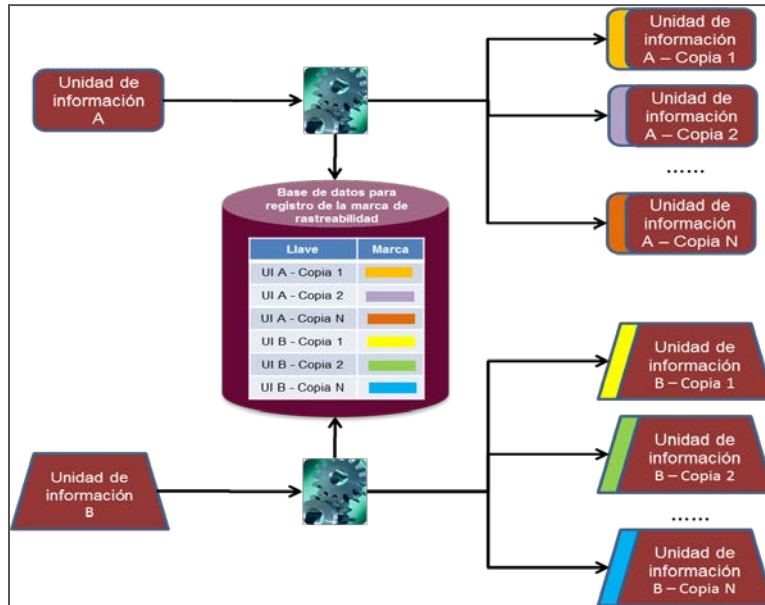 Unidad de
información
A
Unidad de
información
A – Copia 1
Unidad de
información
A – Copia 2
......
Unidad de
información
A – Copia N
Base de datos para
registro de la marca de
rastreabilidad
Llave Marca
UI A - Copia 1
UI A - Copia 2
UI A - Copia N
UI B - Copia 1
UI B - Copia 2
UI B - Copia N
Unidad de
información
B
Unidad de
información
B – Copia 1
Unidad de
información
B – Copia 2
......
Unidad de
información
B – Copia N